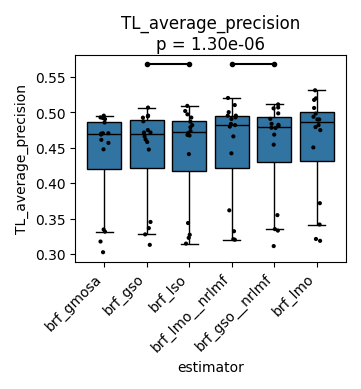 TL_average_precision
p = 1.30e-06
TL_average_precision
0.55
0.50
0.45
0.40
0.35
0.30
brf_gmosa
brf_gso
brf_lso
brf_lmo__nrlmf
brf_gso__nrlmf
brf_lmo
estimator